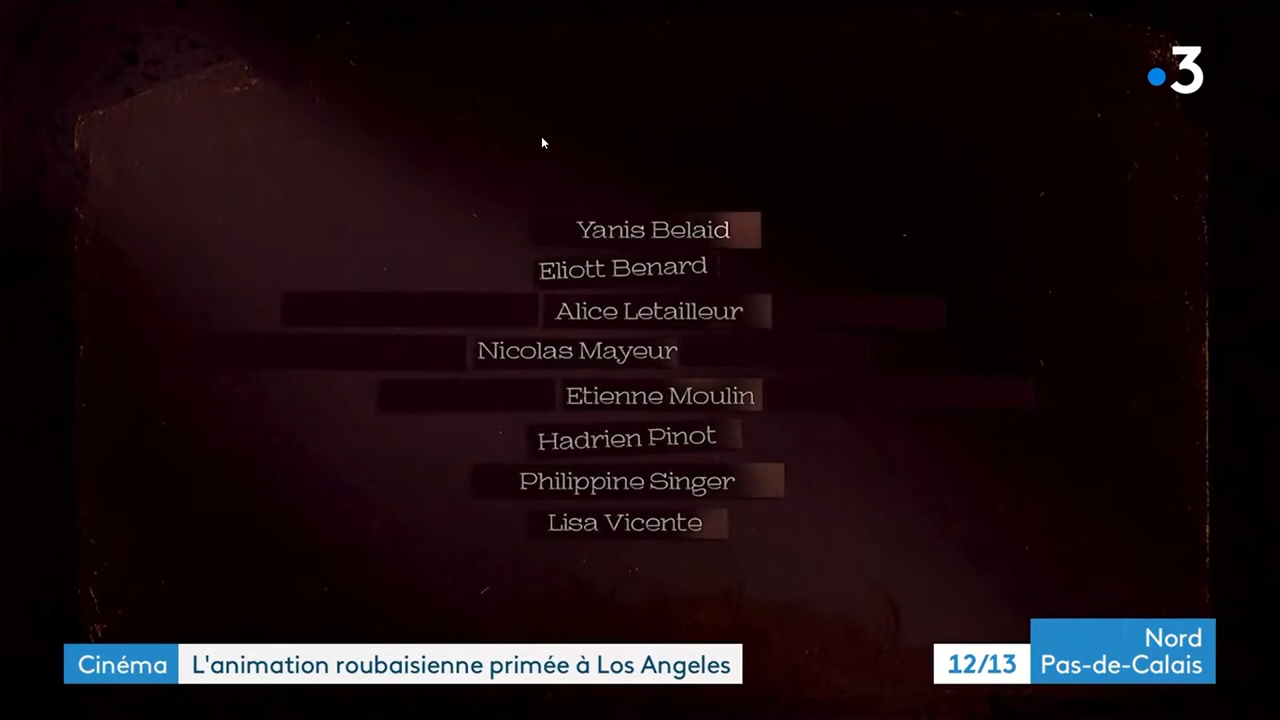 3
Yanis Belaid
Eliott Benard
Alice Letailleur
Nicolas Mayeur
Etienne Moulin
Hadrien Pinot
Philippine Singer
Lisa Vicente
Cinéma L'animation roubaisienne primée à Los Angeles
12/13 Nord
Pas-de-Calais